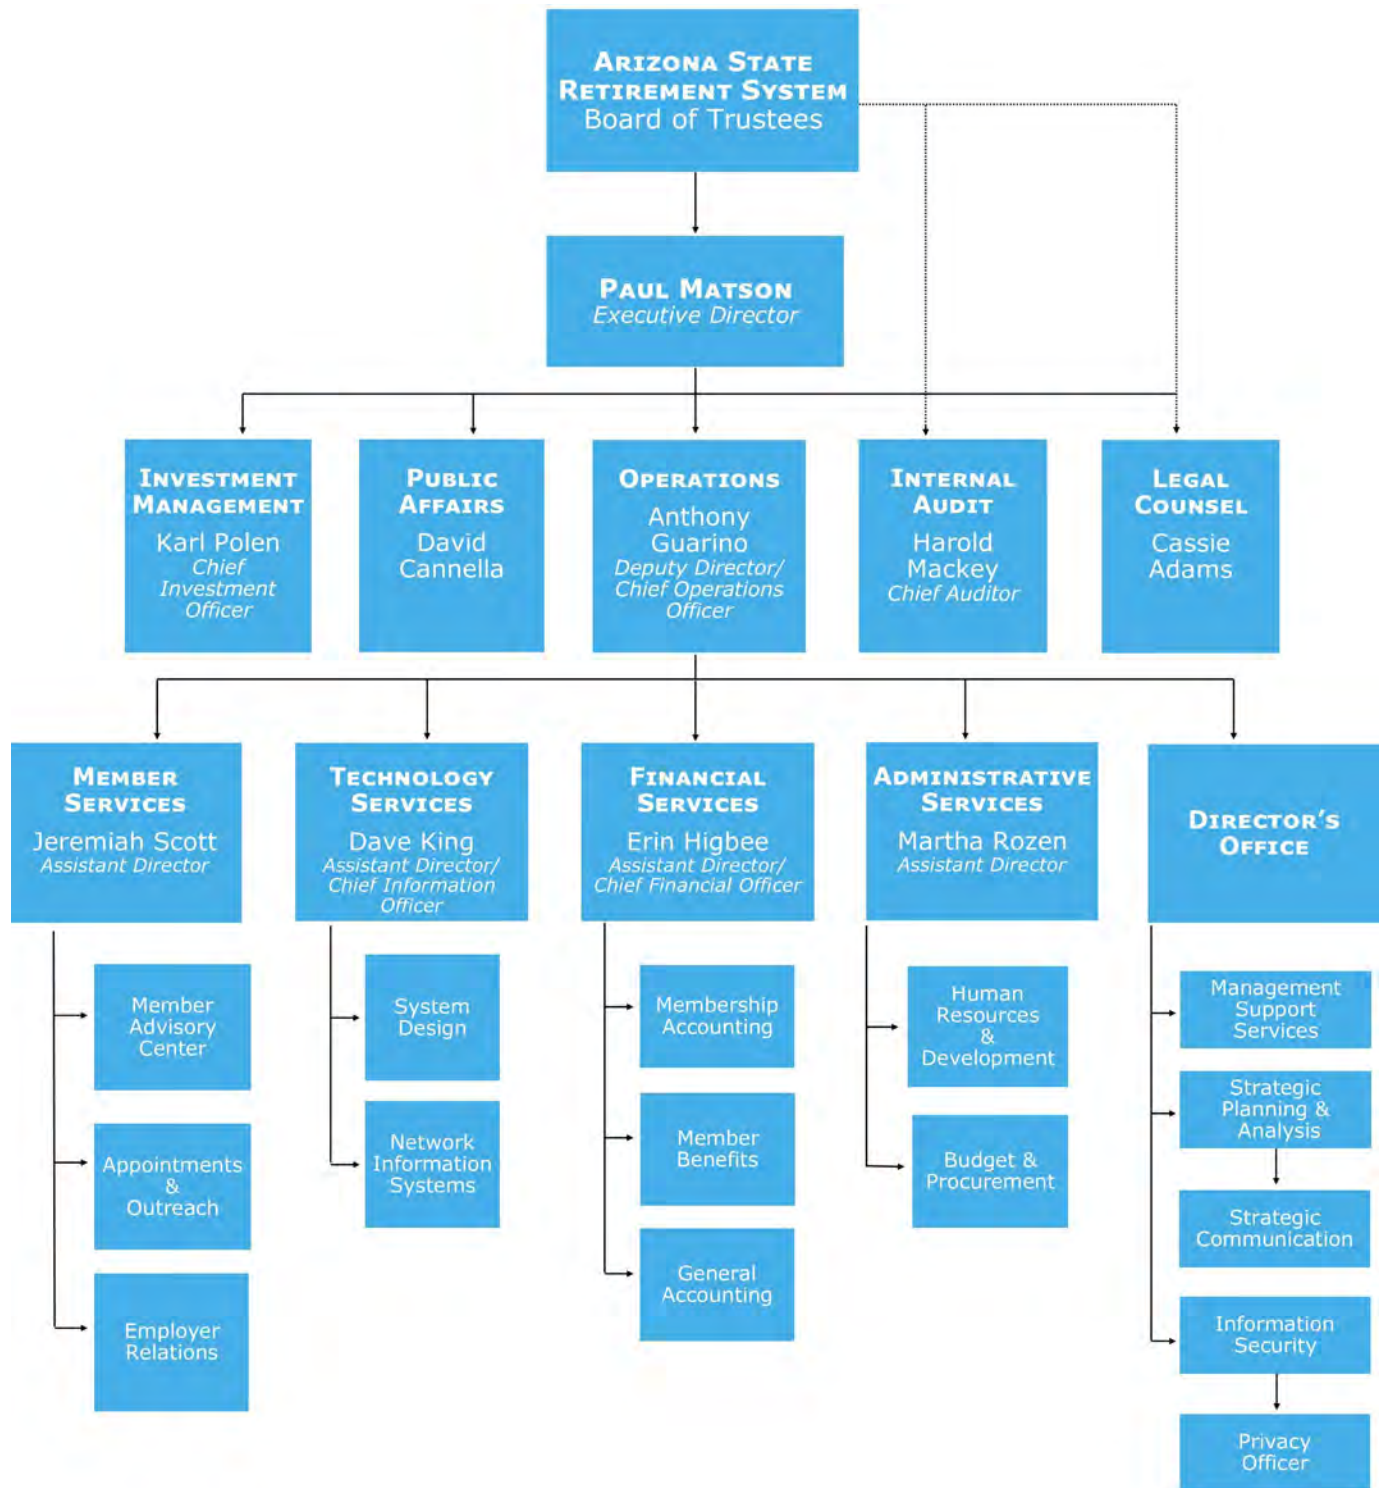 ARIZONA STATE
RETIREMENT SYSTEM
Board of Trustees
PAUL MATSON
Executive Director
INVESTMENT
MANAGEMENT
Karl Polen
Chief
Investment
Officer
PUBLIC
AFFAIRS
David
Cannella
OPERATIONS
Anthony
Guarino
Deputy Director/
Chief Operations
Officer
INTERNAL
AUDIT
Harold
Mackey
Chief Auditor
LEGAL
COUNSEL
Cassie
Adams
MEMBER
SERVICES
Jeremiah Scott
Assistant Director
TECHNOLOGY
SERVICES
Dave King
Assistant Director/
Chief Information
Officer
FINANCIAL
SERVICES
Erin Higbee
Assistant Director/
Chief Financial Officer
ADMINISTRATIVE
SERVICES
Martha Rozen
Assistant Director
DIRECTOR'S
OFFICE
Member
Advisory
Center
Appointments
&
Outreach
Employer
Relations
System
Design
Network
Information
Systems
Membership
Accounting
Member
Benefits
General
Accounting
Human
Resources
&
Development
Budget &
Procurement
Management
Support
Services
Strategic
Planning &
Analysis
Strategic
Communication
Information
Security
Privacy
Officer